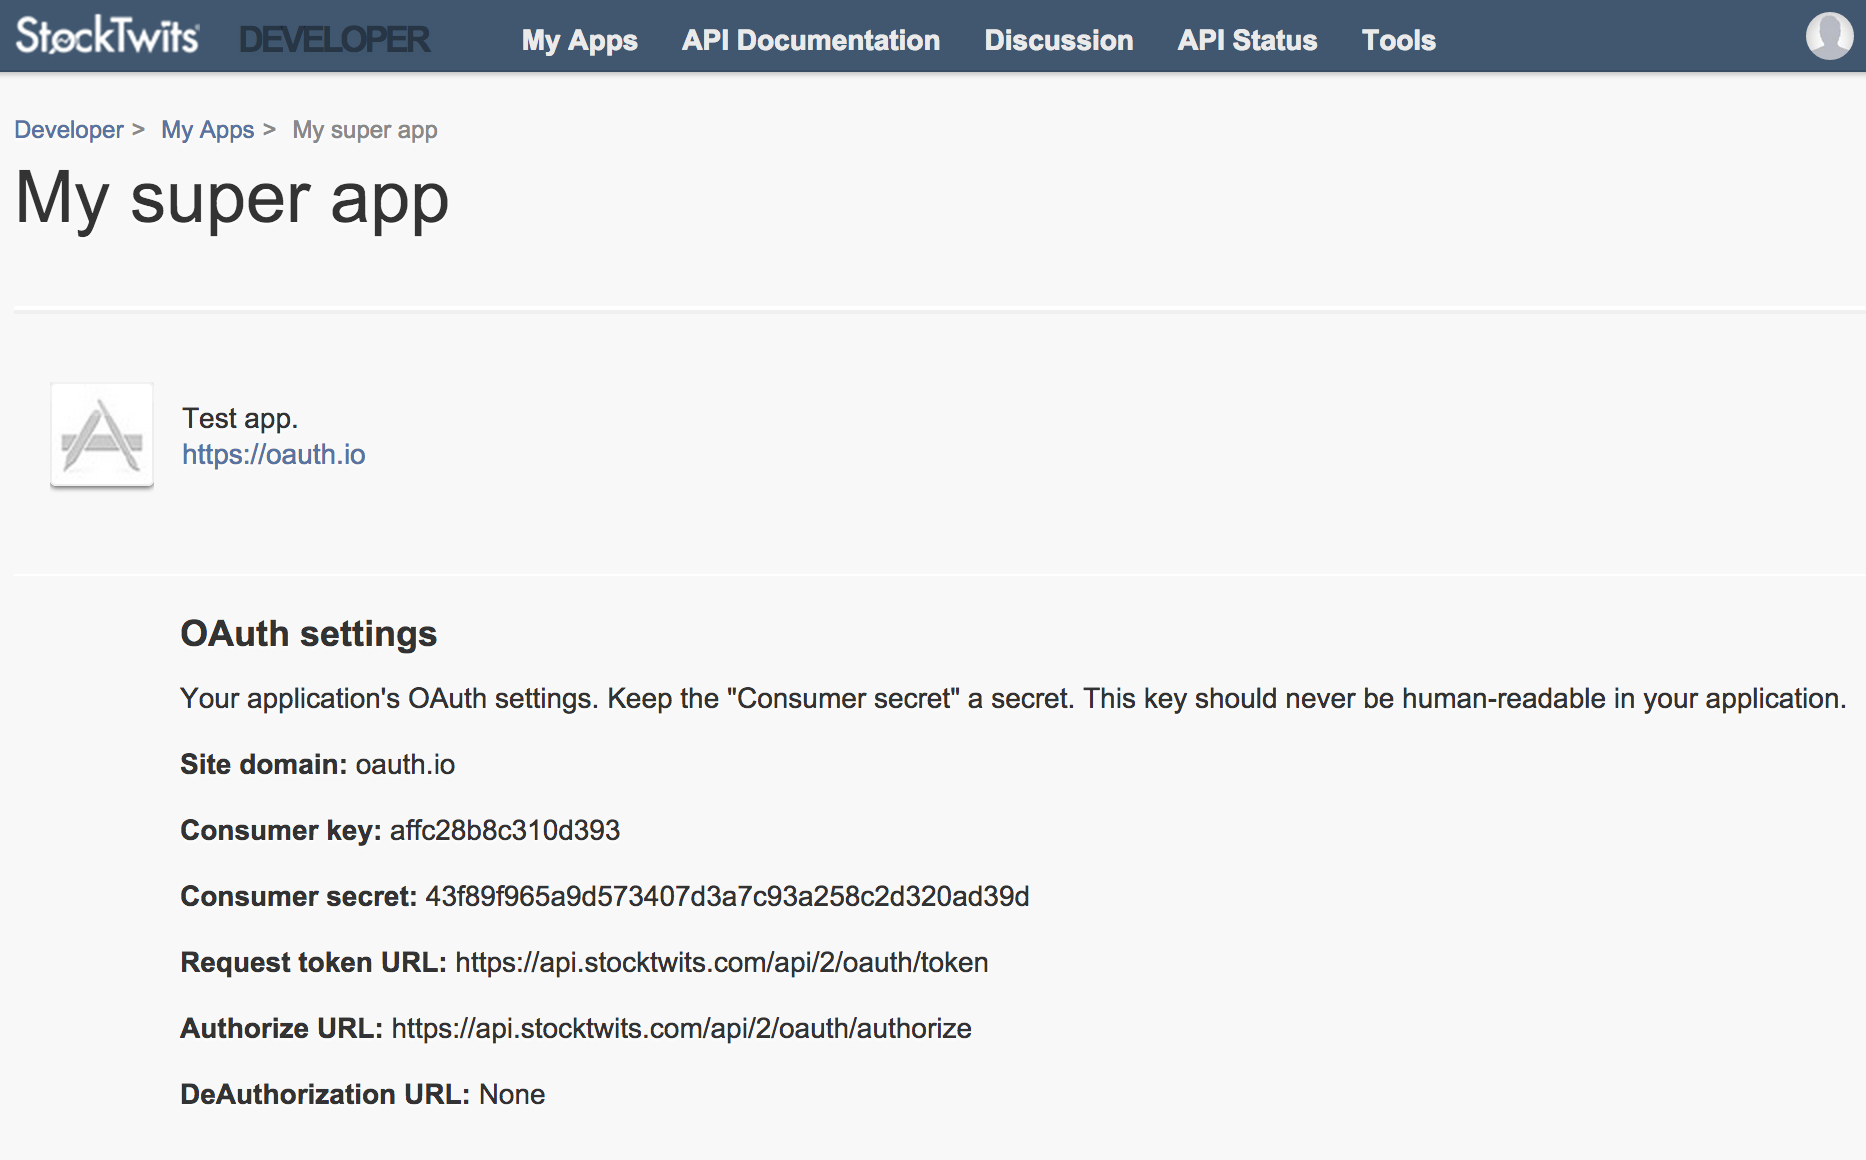 StockTwits DEVELOPER My Apps API Documentation Discussion API Status Tools
Developer > My Apps > My super app
My super app
Test app.
https://oauth.io
OAuth settings
Your application's OAuth settings. Keep the "Consumer secret" a secret. This key should never be human-readable in your application.
Site domain: oauth.io
Consumer key: affc28b8c310d393
Consumer secret: 43f89f965a9d573407d3a7c93a258c2d320ad39d
Request token URL: https://api.stocktwits.com/api/2/oauth/token
Authorize URL: https://api.stocktwits.com/api/2/oauth/authorize
DeAuthorization URL: None